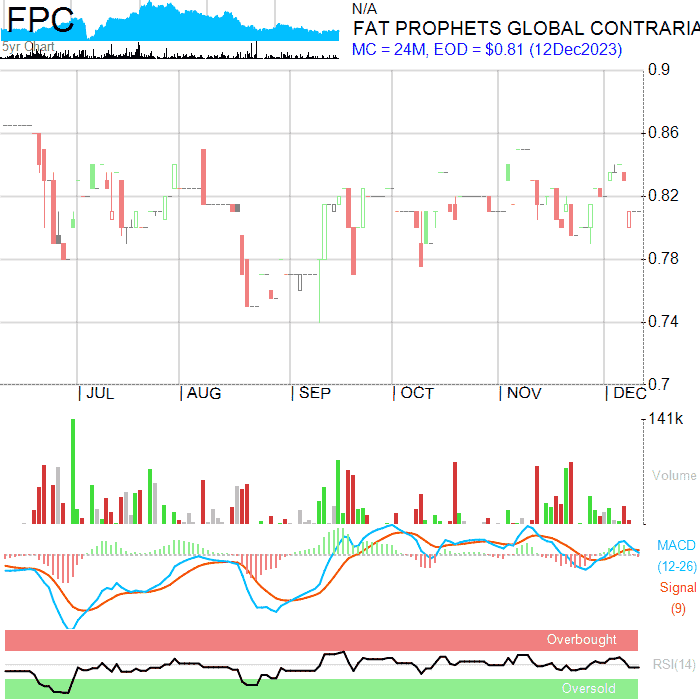 FPC
5yr Chart
N/A
FAT PROPHETS GLOBAL CONTRARIA
MC = 24M, EOD = $0.81 (12Dec2023)
0.9
0.86
0.82
0.78
0.74
0.7
JUL
AUG
SEP
OCT
NOV
DEC
141k
Volume
MACD
(12-26)
Signal
(9)
Overbought
RSI(14)
Oversold